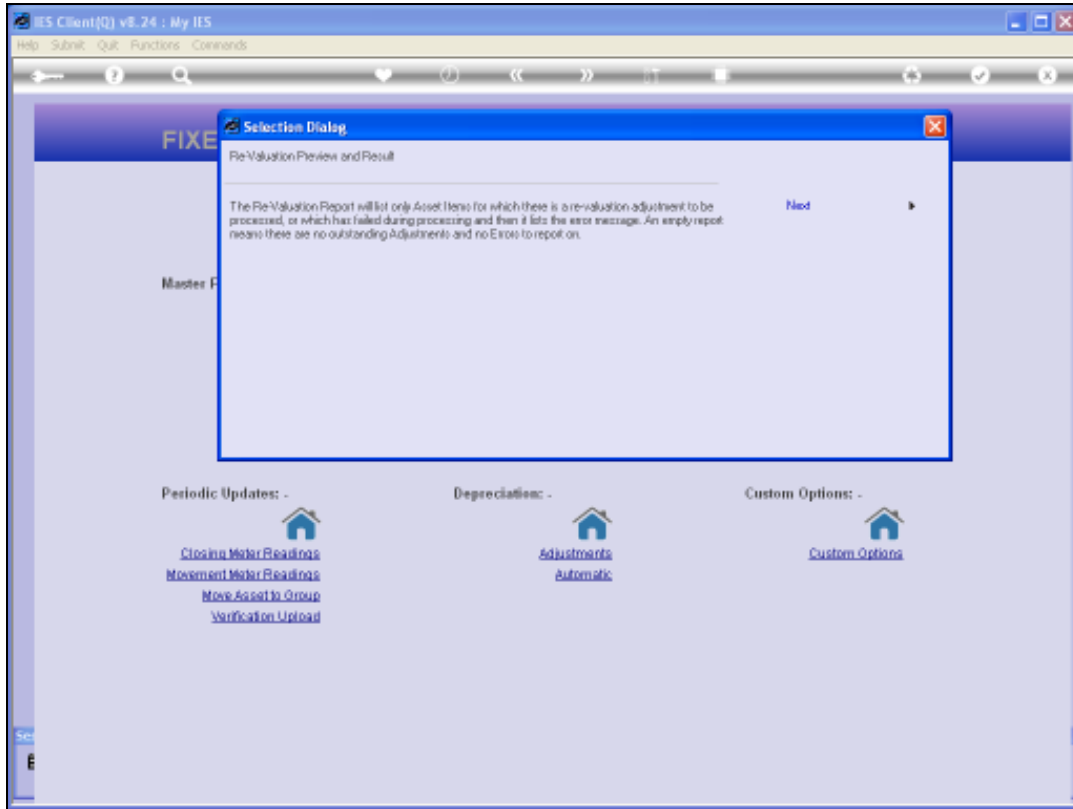 IES Client(Q) v8.24 : My IES
Help Submit Quit Functions Commands
FIXE
Selection Dialog
Re-Valuation Preview and Result
The Re-Valuation Report will list only Asset Items for which there is a re-valuation adjustment to be
processed, or which has failed during processing and then it lists the error message. An empty report
means there are no outstanding Adjustments and no Errors to report on.
Next
Master F
Periodic Updates: -
Closing Meter Readings
Movement Meter Readings
Move Asset to Group
Verification Upload
Depreciation: -
Adjustments
Automatic
Custom Options: -
Custom Options
Se